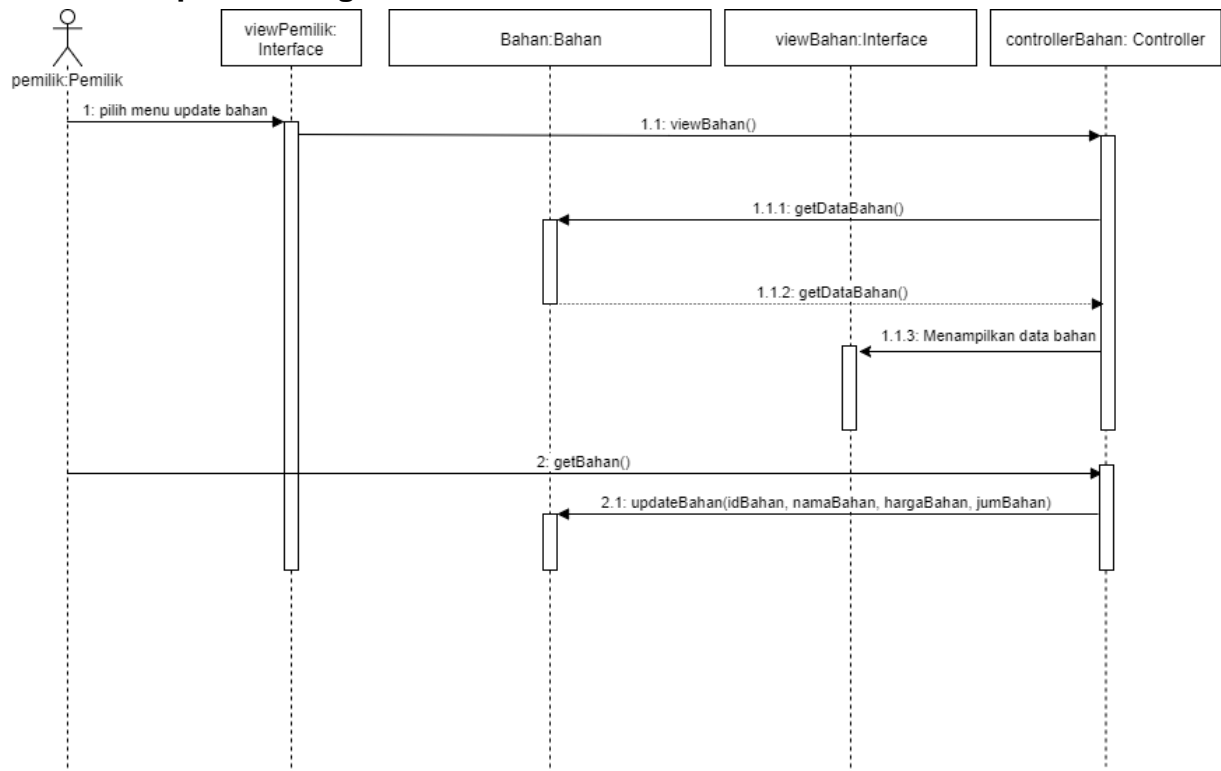 viewPemilik:
Interface
Bahan:Bahan
viewBahan:Interface
controllerBahan: Controller
pemilik:Pemilik
1: pilih menu update bahan
1.1: viewBahan()
1.1.1: getDataBahan()
1.1.2: getDataBahan()
1.1.3: Menampilkan data bahan
2: getBahan()
2.1: updateBahan(idBahan, namaBahan, hargaBahan, jumBahan)